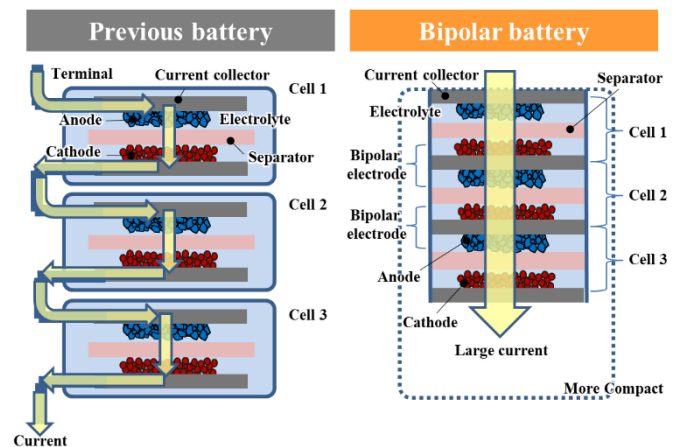 Previous battery
Terminal
Current collector
Cell 1
Anode
Electrolyte
Cathode
Separator
Cell 2
Cell 3
Current
Bipolar battery
Current collector
Separator
Electrolyte
Cell 1
Bipolar
electrode
Cell 2
Bipolar
electrode
Anode
Cell 3
Cathode
Large current
More Compact